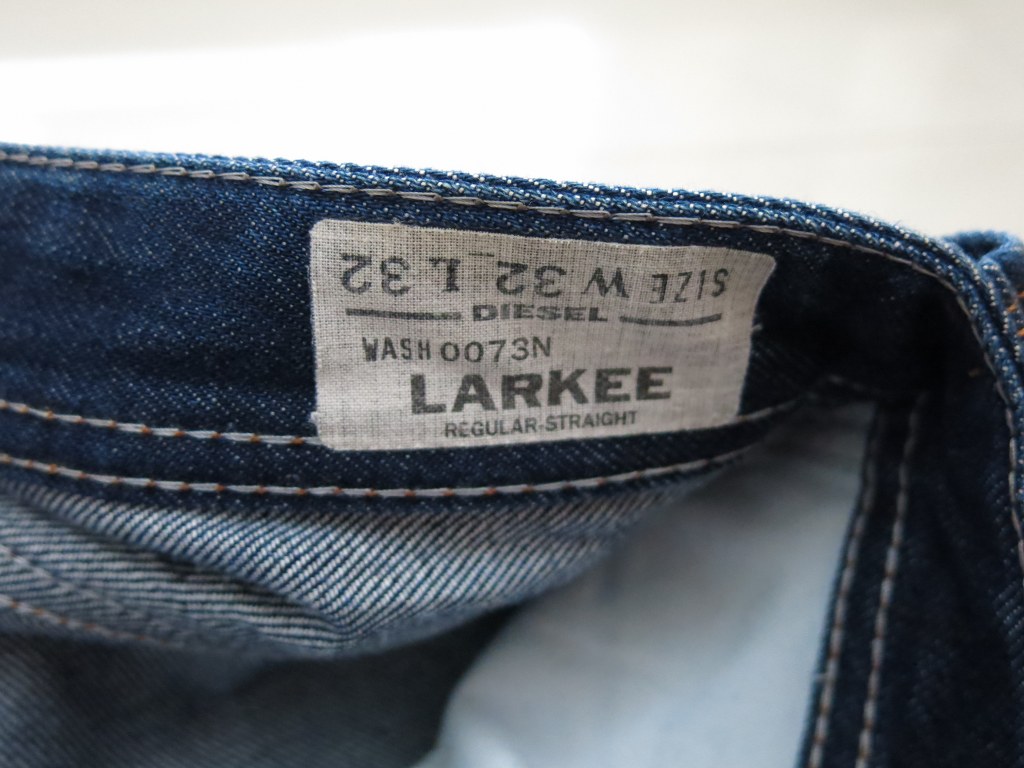 SIZE W 32 L 32
DIESEL
WASH 0073N
LARKEE
REGULAR-STRAIGHT